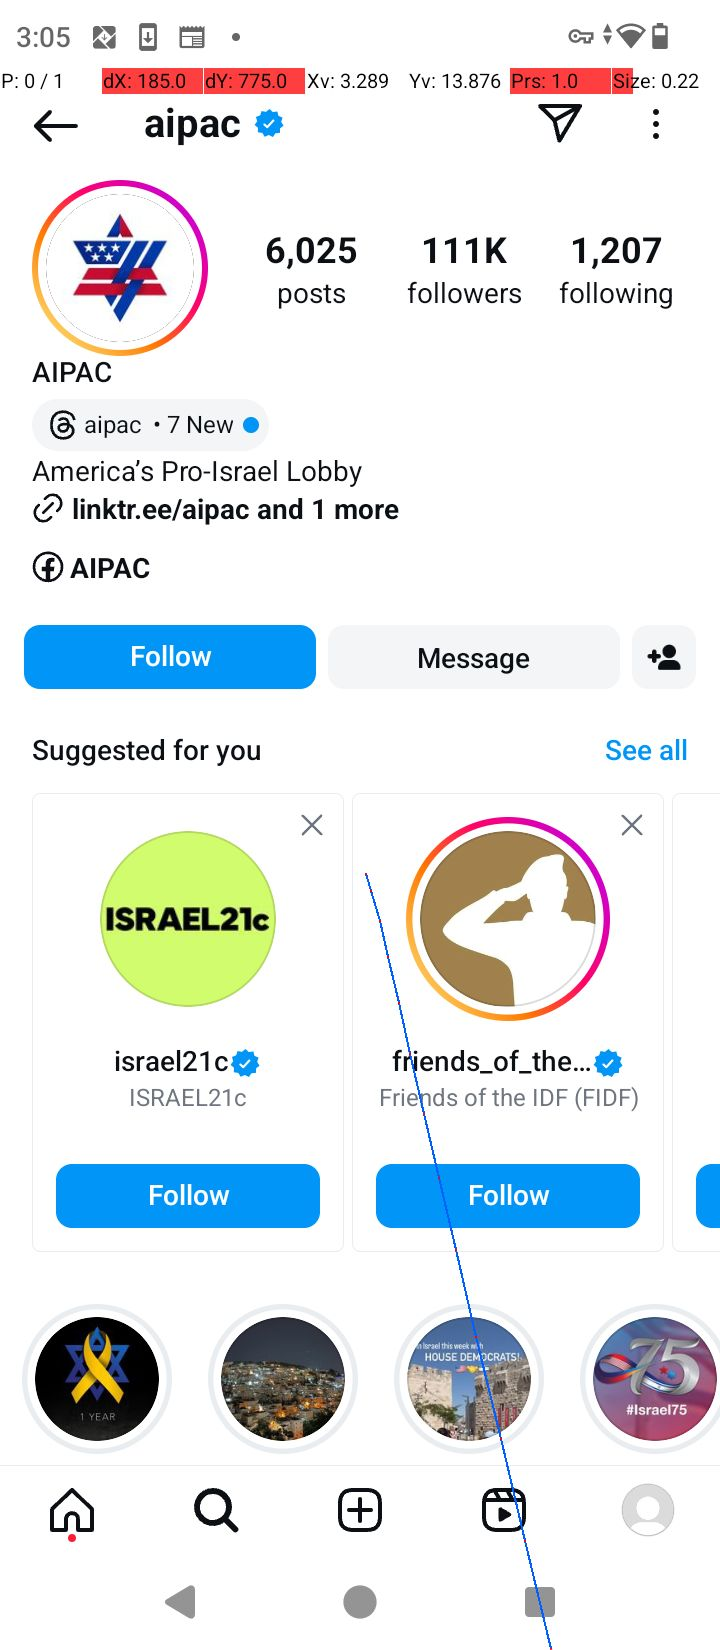 3:05
P: 0 / 1 dX: 185.0 dY: 775.0 Xv: 3.289 Yv: 13.876 Prs: 1.0 Size: 0.22
aipac
6,025 111K 1,207
posts followers following
AIPAC
aipac • 7 New
America’s Pro-Israel Lobby
linktr.ee/aipac and 1 more
AIPAC
Follow Message
Suggested for you See all
ISRAEL21c
israel21c friends_of_the...
ISRAEL21c Friends of the IDF (FIDF)
Follow Follow
1 YEAR
in Israel this week with
HOUSE DEMOCRATS!
75
#Israel75